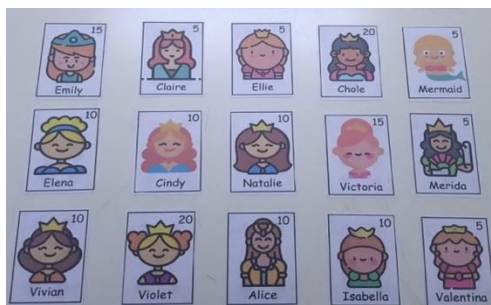 15
Emily
5
Claire
5
Ellie
20
Chole
5
Mermaid
10
Elena
10
Cindy
10
Natalie
15
Victoria
5
Merida
10
Vivian
20
Violet
10
Alice
10
Isabella
5
Valentina